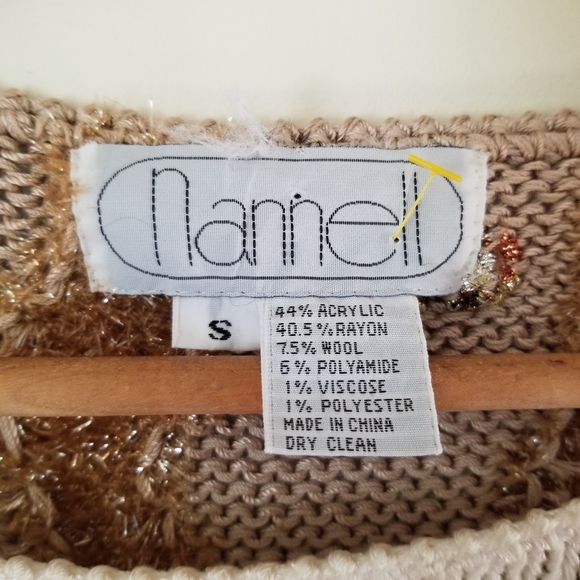 Nannell
S
44% ACRYLIC
40.5% RAYON
7.5% WOOL
6% POLYAMIDE
1% VISCOSE
1% POLYESTER
MADE IN CHINA
DRY CLEAN